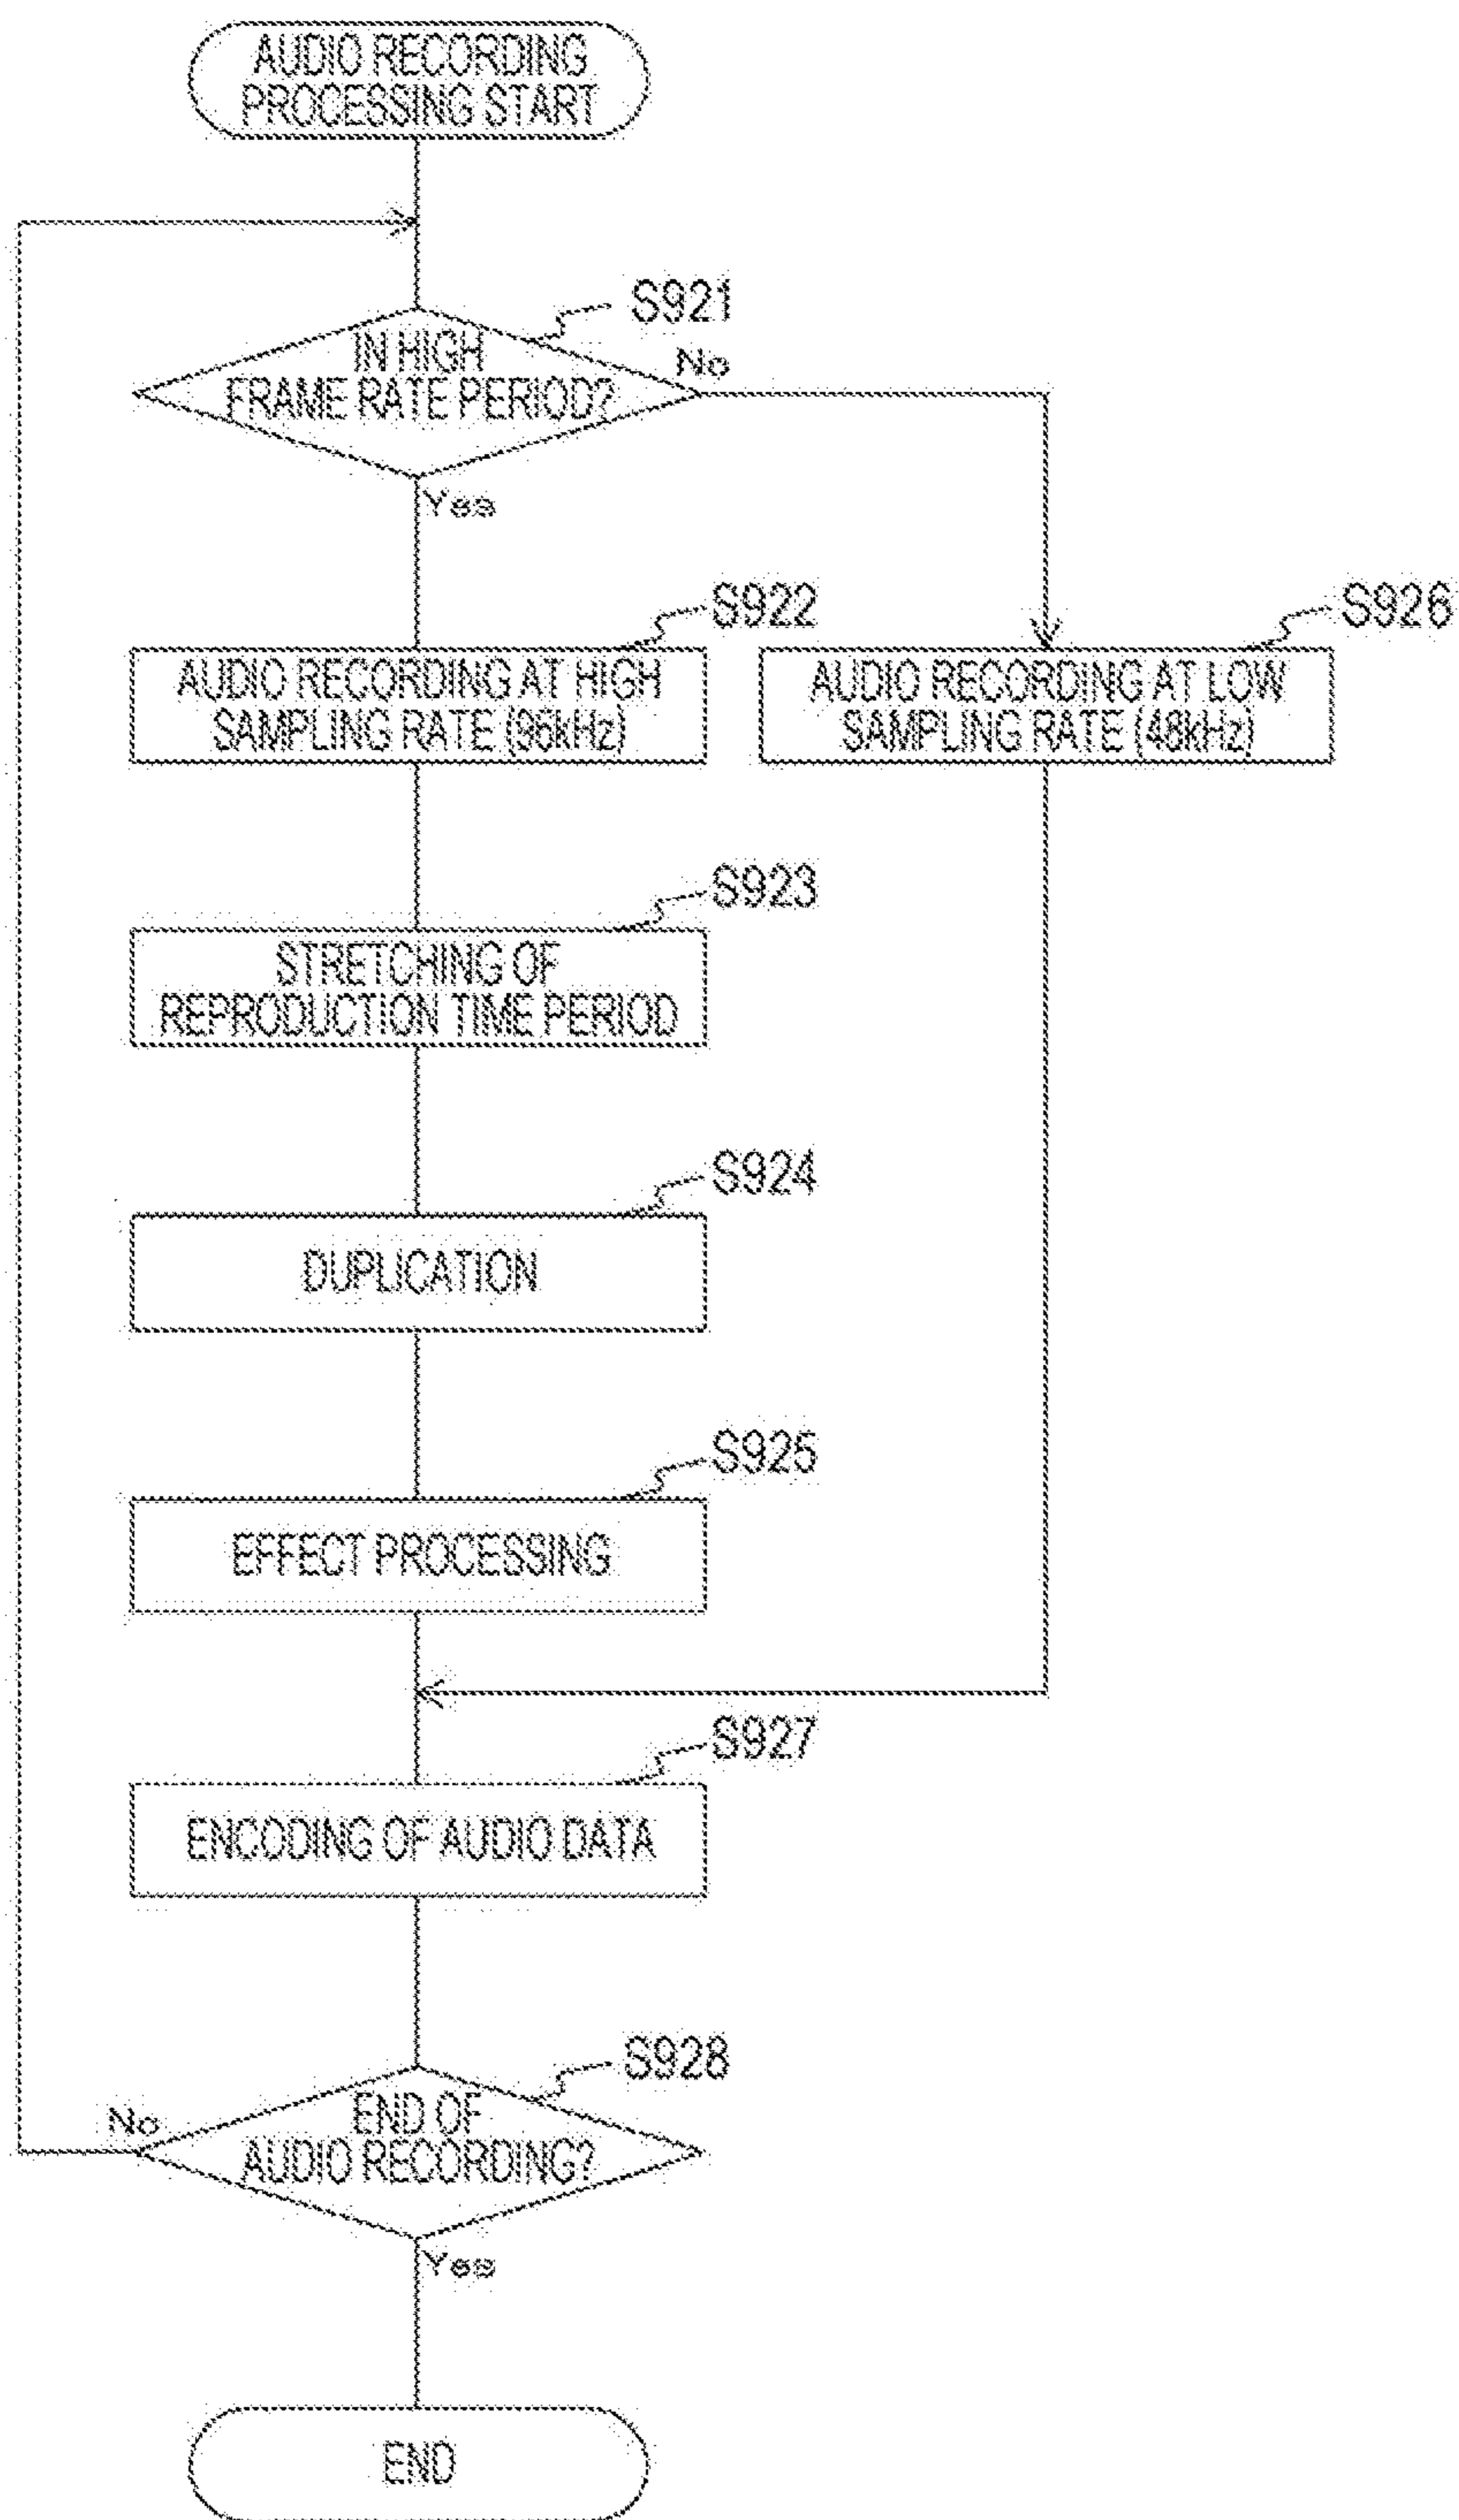 AUDIO RECORDING
PROCESSING START
S921
IN HIGH
FRAME RATE PERIOD?
No
Yes
S922
AUDIO RECORDING AT HIGH
SAMPLING RATE (96kHz)
S926
AUDIO RECORDING AT LOW
SAMPLING RATE (48kHz)
S923
STRETCHING OF
REPRODUCTION TIME PERIOD
S924
DUPLICATION
S925
EFFECT PROCESSING
S927
ENCODING OF AUDIO DATA
S928
END OF
AUDIO RECORDING?
No
Yes
END